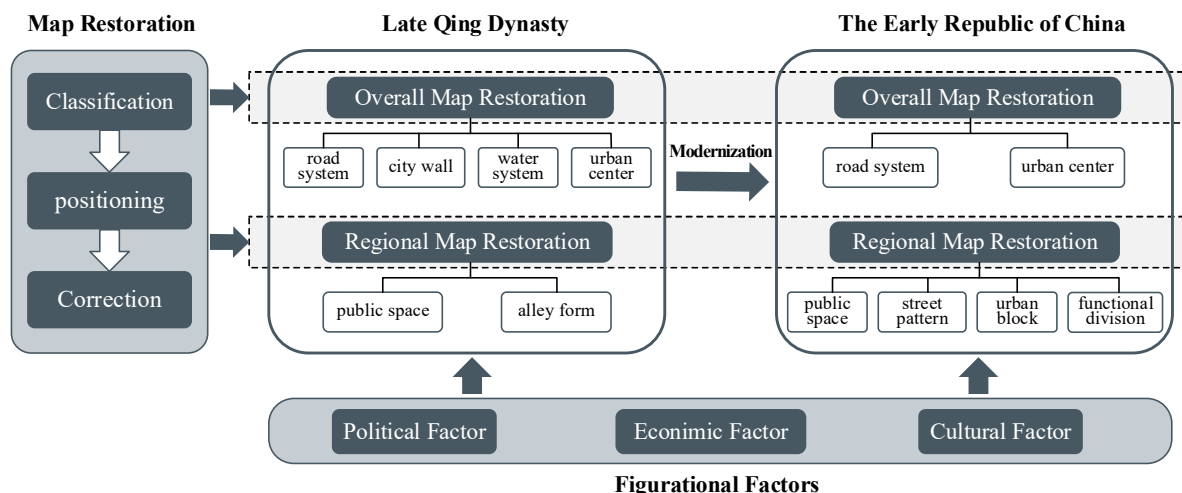 Map Restoration
Classification
positioning
Correction
Late Qing Dynasty
Overall Map Restoration
road
system
city wall
water
system
urban
center
Regional Map Restoration
public space
alley form
Modernization
The Early Republic of China
Overall Map Restoration
road system
urban center
Regional Map Restoration
public
space
street
pattern
urban
block
functional
division
Political Factor
Econimic Factor
Cultural Factor
Figurational Factors